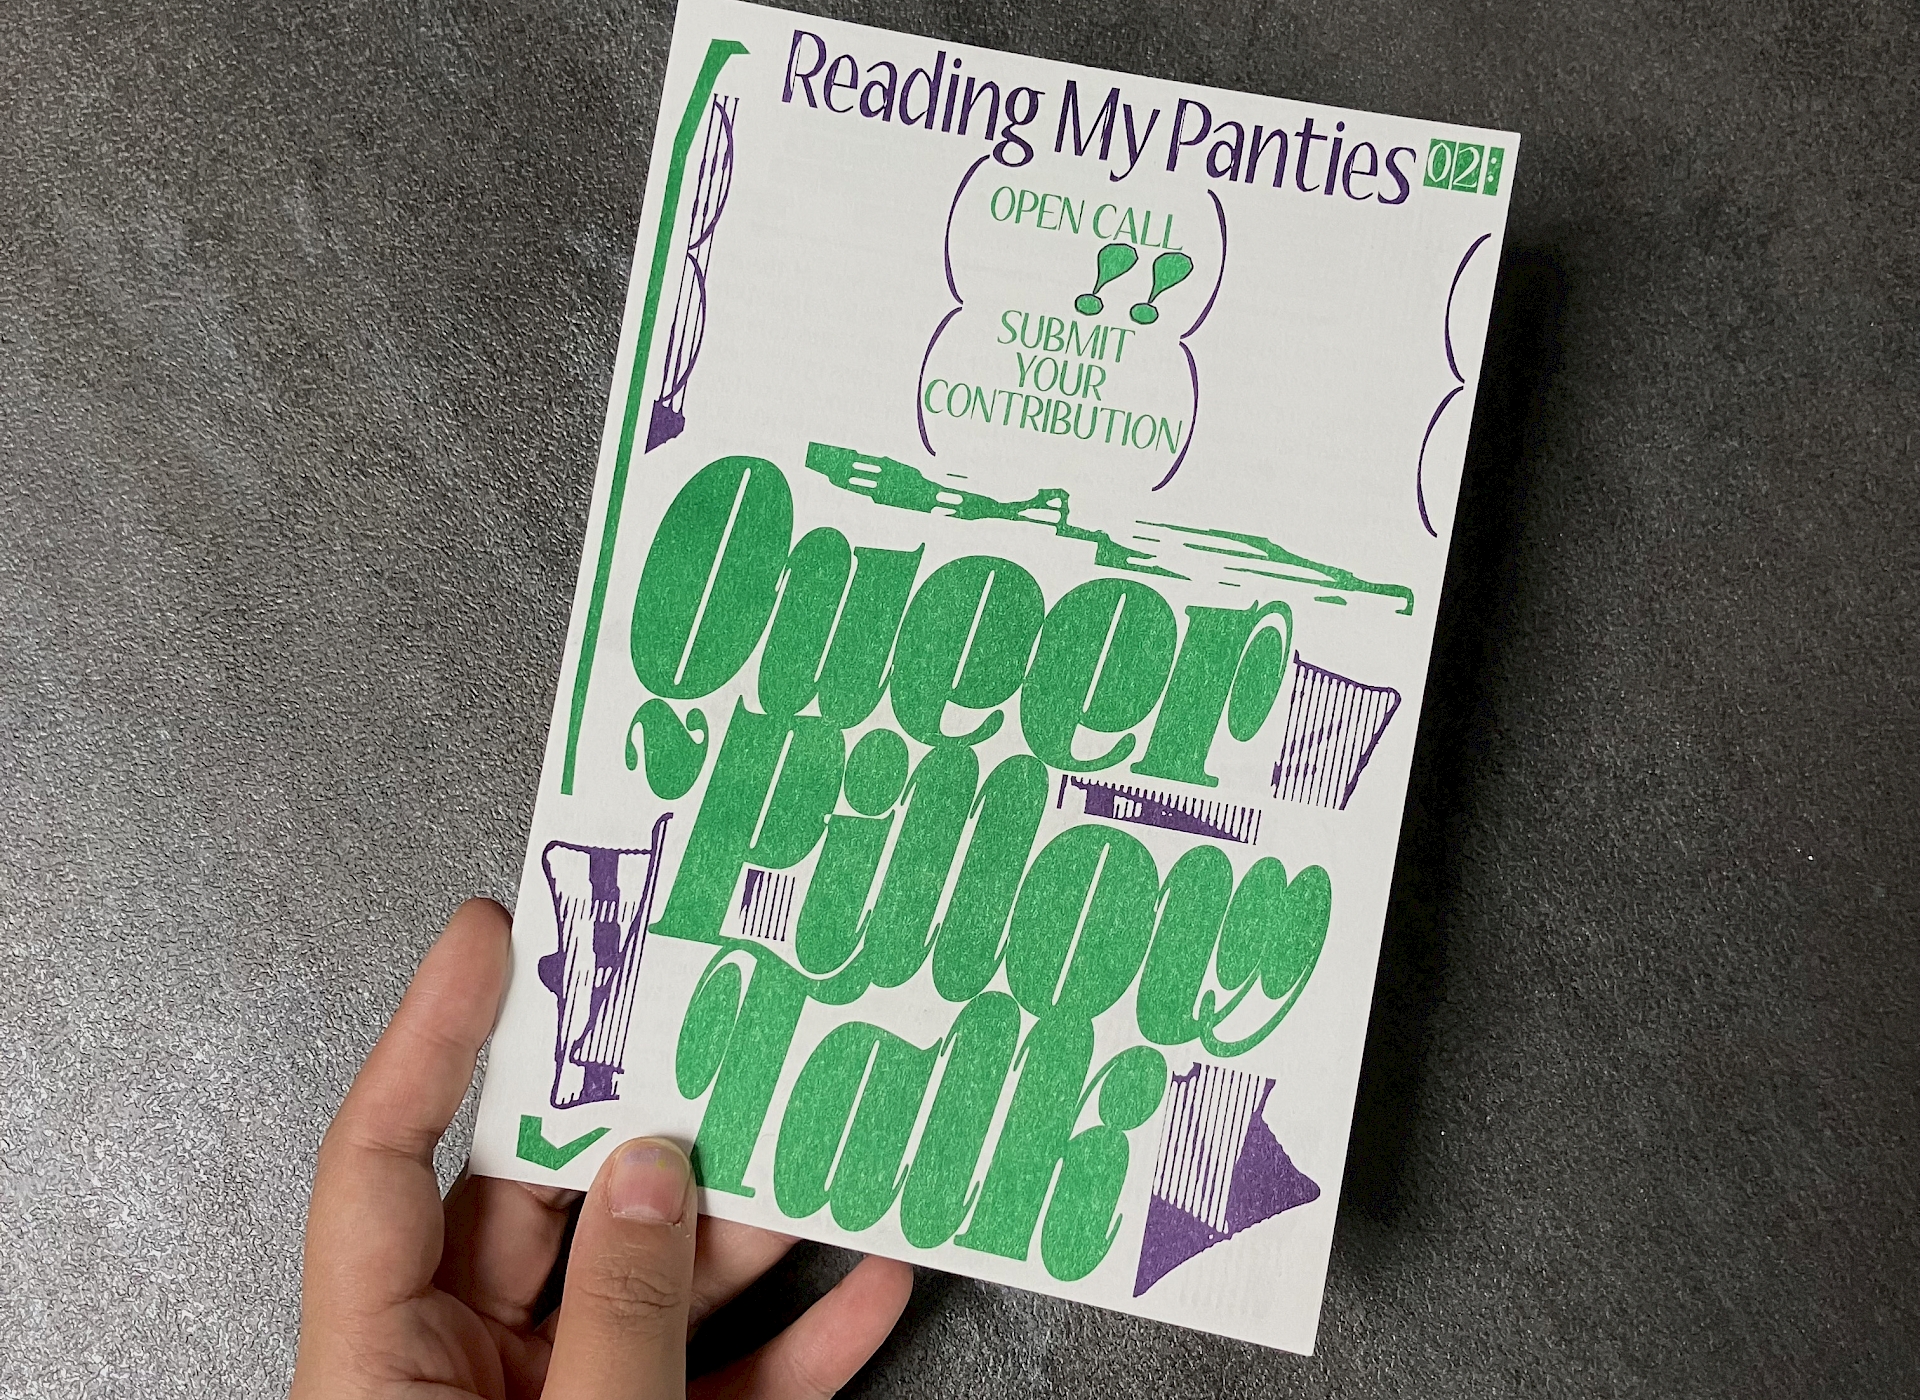 Reading My Panties 02:
OPEN CALL
!!
SUBMIT
YOUR
CONTRIBUTION
Queer
Pillow
Talk